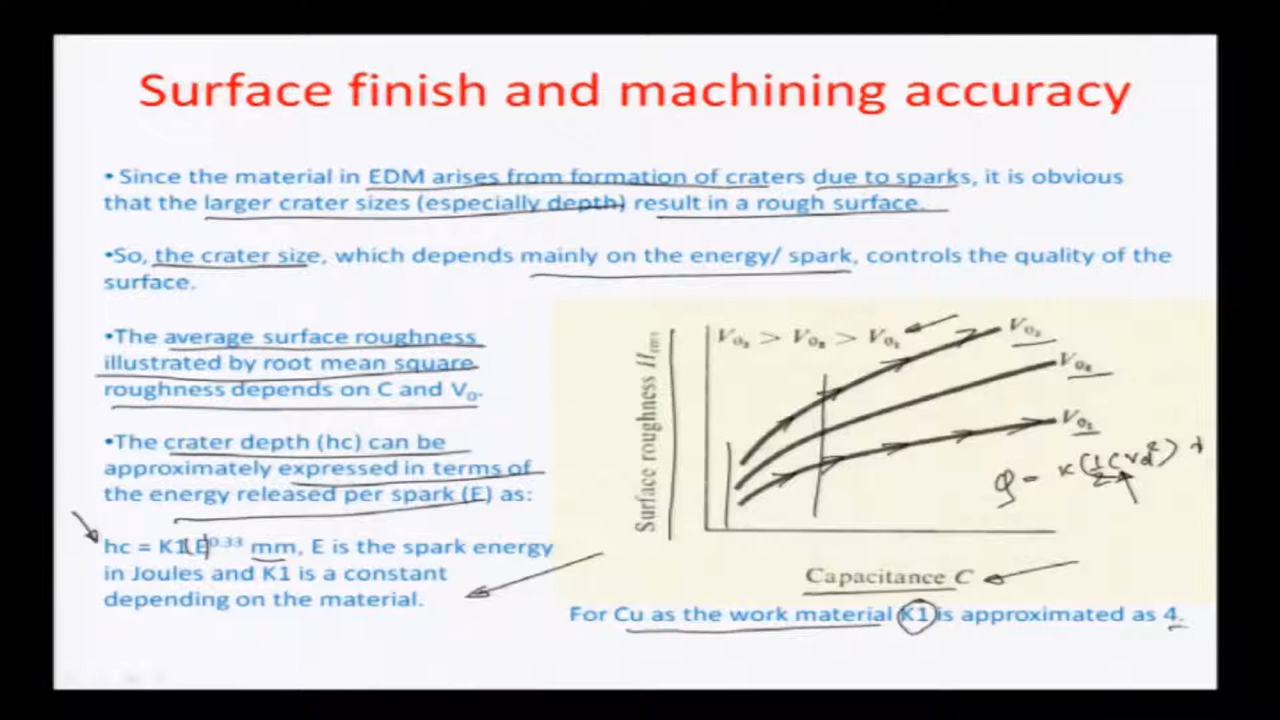 Surface finish and machining accuracy
• Since the material in EDM arises from formation of craters due to sparks, it is obvious
that the larger crater sizes (especially depth) result in a rough surface.
•So, the crater size, which depends mainly on the energy/ spark, controls the quality of the
surface.
•The average surface roughness
illustrated by root mean square
roughness depends on C and V₀.
•The crater depth (hc) can be
approximately expressed in terms of
the energy released per spark (E) as:
hc = K1(E)^0.33 mm, E is the spark energy
in Joules and K1 is a constant
depending on the material.
V₀₃ > V₀₂ > V₀₁
V₀₃
V₀₂
V₀₁
Surface roughness H_rms
Capacitance C
For Cu as the work material K1 is approximated as 4.